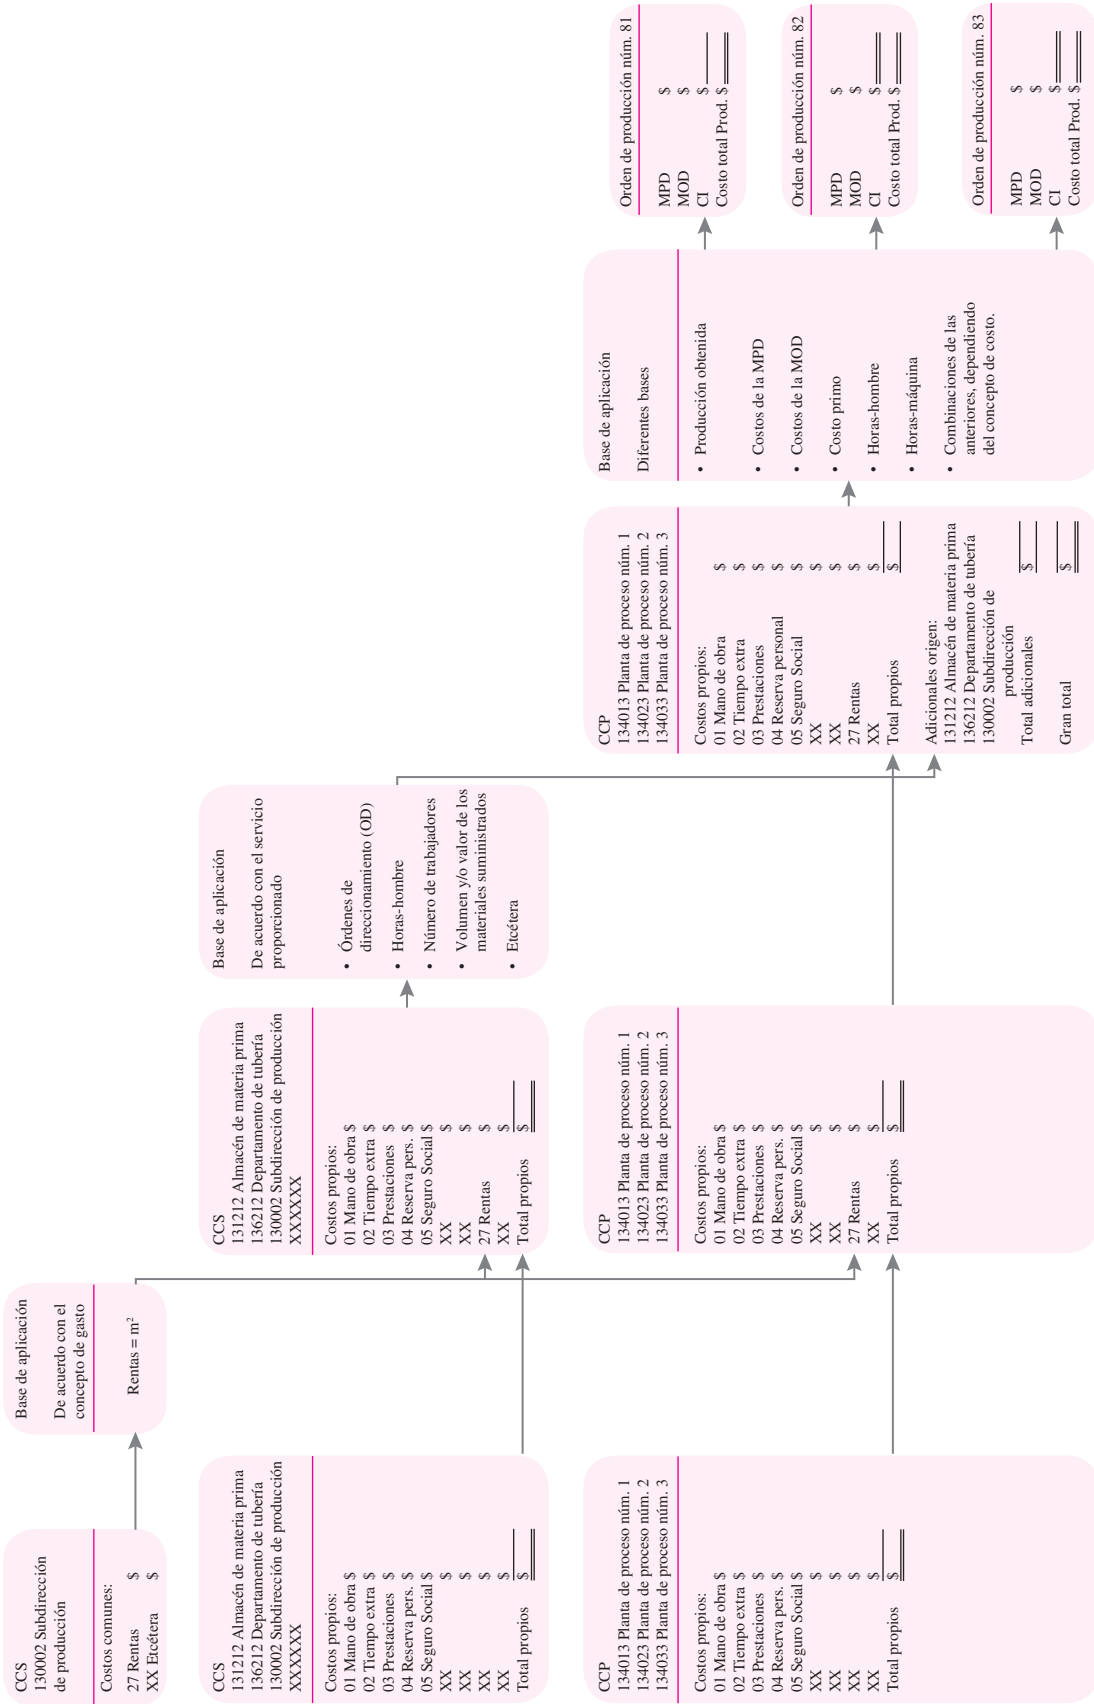 CCS
130002 Subdirección
de producción
Costos comunes:
27 Rentas $
XX Etcétera $
Base de aplicación
De acuerdo con el
concepto de gasto
Rentas = m²
CCS
131212 Almacén de materia prima
136212 Departamento de tubería
130002 Subdirección de producción
XXXXXX
Costos propios:
01 Mano de obra $
02 Tiempo extra $
03 Prestaciones $
04 Reserva pers. $
05 Seguro Social $
XX $
XX $
XX $
XX $
Total propios $
CCS
131212 Almacén de materia prima
136212 Departamento de tubería
130002 Subdirección de producción
XXXXXX
Costos propios:
01 Mano de obra $
02 Tiempo extra $
03 Prestaciones $
04 Reserva pers. $
05 Seguro Social $
XX $
XX $
27 Rentas $
XX $
Total propios $
Base de aplicación
De acuerdo con el servicio
proporcionado
• Órdenes de
direccionamiento (OD)
• Horas-hombre
• Número de trabajadores
• Volumen y/o valor de los
materiales suministrados
• Etcétera
CCP
134013 Planta de proceso núm. 1
134023 Planta de proceso núm. 2
134033 Planta de proceso núm. 3
Costos propios:
01 Mano de obra $
02 Tiempo extra $
03 Prestaciones $
04 Reserva pers. $
05 Seguro Social $
XX $
XX $
XX $
XX $
Total propios $
CCP
134013 Planta de proceso núm. 1
134023 Planta de proceso núm. 2
134033 Planta de proceso núm. 3
Costos propios:
01 Mano de obra $
02 Tiempo extra $
03 Prestaciones $
04 Reserva pers. $
05 Seguro Social $
XX $
XX $
27 Rentas $
XX $
Total propios $
CCP
134013 Planta de proceso núm. 1
134023 Planta de proceso núm. 2
134033 Planta de proceso núm. 3
Costos propios:
01 Mano de obra $
02 Tiempo extra $
03 Prestaciones $
04 Reserva personal $
05 Seguro Social $
XX $
XX $
27 Rentas $
XX $
Total propios $
Adicionales origen:
131212 Almacén de materia prima
136212 Departamento de tubería
130002 Subdirección de
producción
Total adicionales $
Gran total $
Base de aplicación
Diferentes bases
• Producción obtenida
• Costos de la MPD
• Costos de la MOD
• Costo primo
• Horas-hombre
• Horas-máquina
• Combinaciones de las
anteriores, dependiendo
del concepto de costo.
Orden de producción núm. 81
MPD $
MOD $
CI $
Costo total Prod. $
Orden de producción núm. 82
MPD $
MOD $
CI $
Costo total Prod. $
Orden de producción núm. 83
MPD $
MOD $
CI $
Costo total Prod. $